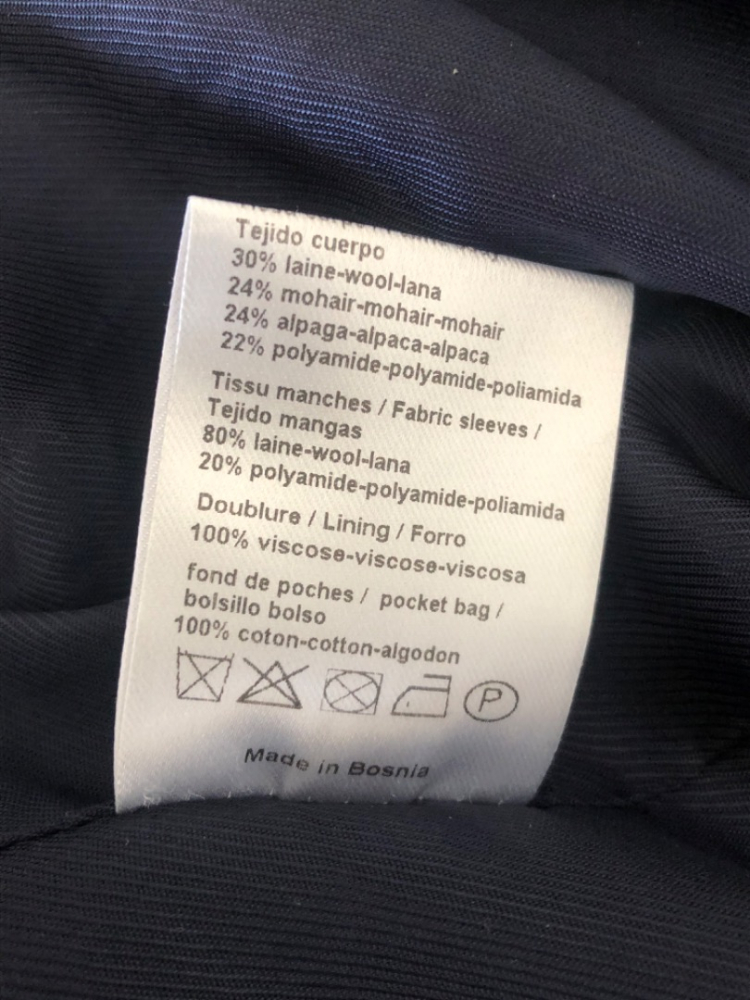 Tejido cuerpo
30% laine-wool-lana
24% mohair-mohair-mohair
24% alpaga-alpaca-alpaca
22% polyamide-polyamide-poliamida
Tissu manches / Fabric sleeves /
Tejido mangas
80% laine-wool-lana
20% polyamide-polyamide-poliamida
Doublure / Lining / Forro
100% viscose-viscose-viscosa
fond de poches / pocket bag /
bolsillo bolso
100% coton-cotton-algodon
P
Made in Bosnia